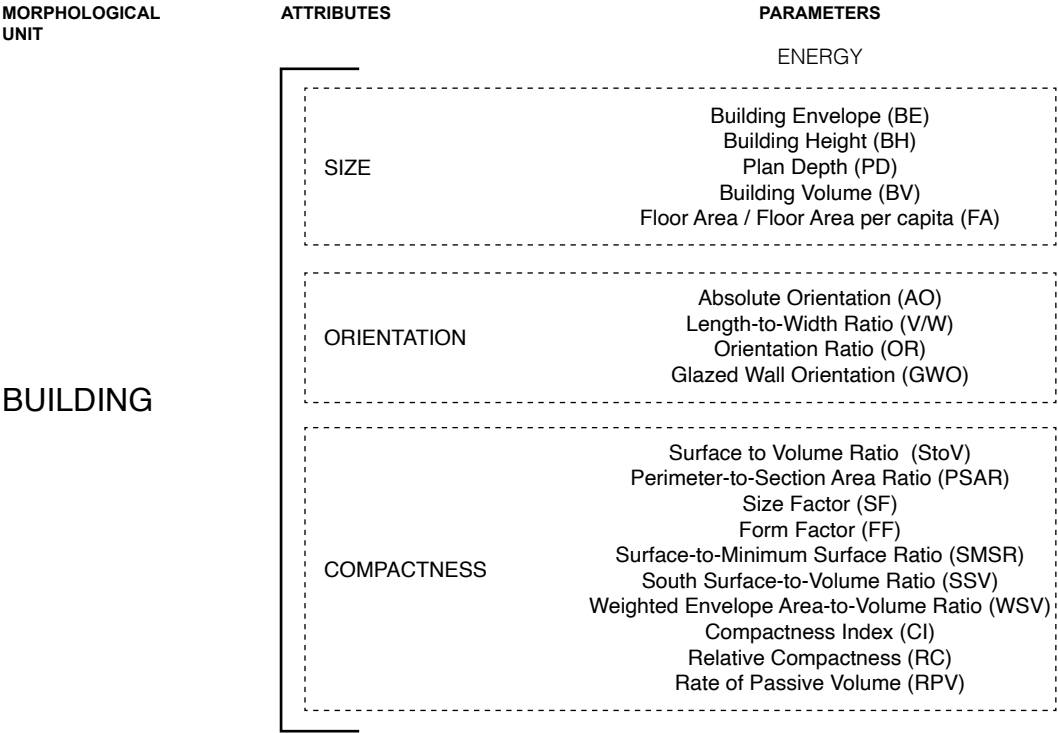 MORPHOLOGICAL UNIT
ATTRIBUTES
PARAMETERS
ENERGY
BUILDING
SIZE
Building Envelope (BE)
Building Height (BH)
Plan Depth (PD)
Building Volume (BV)
Floor Area / Floor Area per capita (FA)
ORIENTATION
Absolute Orientation (AO)
Length-to-Width Ratio (V/W)
Orientation Ratio (OR)
Glazed Wall Orientation (GWO)
COMPACTNESS
Surface to Volume Ratio (StoV)
Perimeter-to-Section Area Ratio (PSAR)
Size Factor (SF)
Form Factor (FF)
Surface-to-Minimum Surface Ratio (SMSR)
South Surface-to-Volume Ratio (SSV)
Weighted Envelope Area-to-Volume Ratio (WSV)
Compactness Index (CI)
Relative Compactness (RC)
Rate of Passive Volume (RPV)